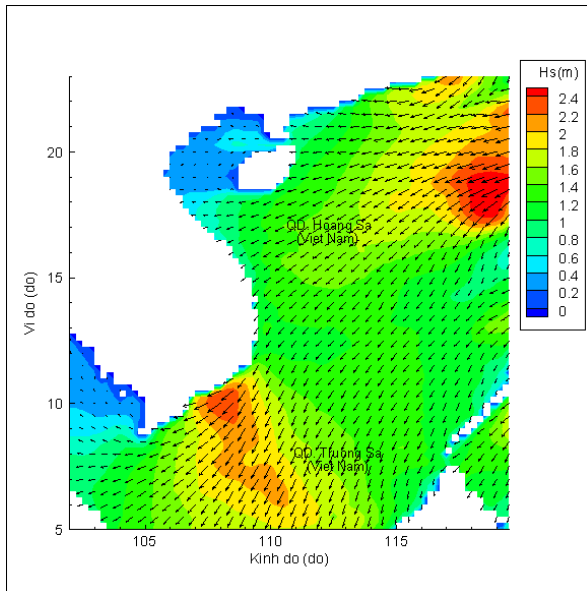 Hs(m)
2.4
2.2
2
1.8
1.6
1.4
1.2
1
0.8
0.6
0.4
0.2
0
20
15
10
5
Vi do (do)
QD. Hoang Sa
(Viet Nam)
QD. Truong Sa
(Viet Nam)
105
110
115
Kinh do (do)